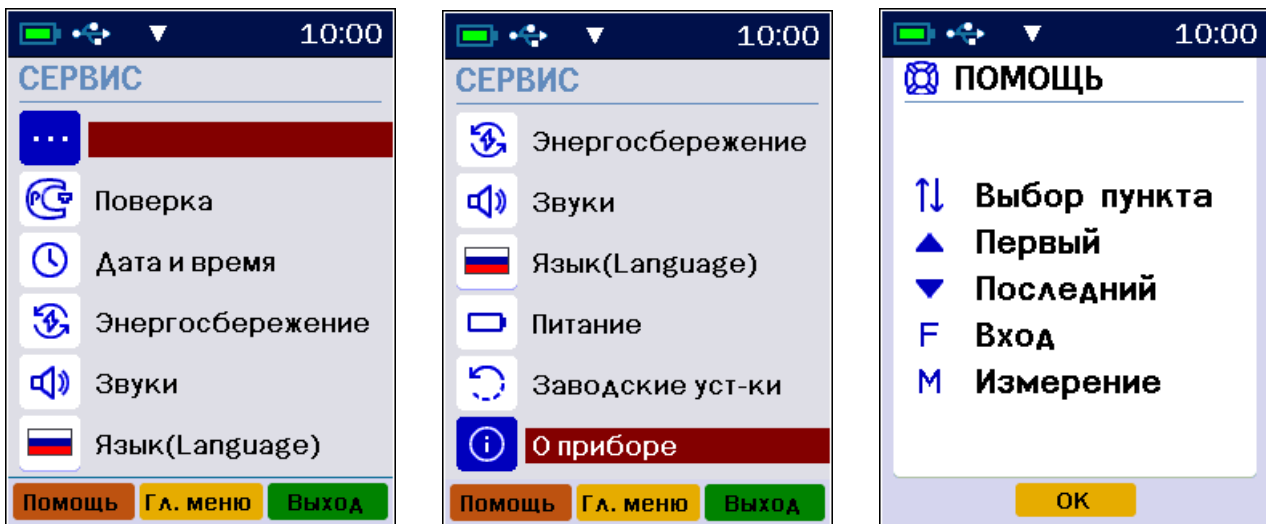 10:00
СЕРВИС
...
Поверка
Дата и время
Энергосбережение
Звуки
Язык(Language)
Помощь Гл. меню Выход
10:00
СЕРВИС
Энергосбережение
Звуки
Язык(Language)
Питание
Заводские уст-ки
О приборе
Помощь Гл. меню Выход
10:00
ПОМОЩЬ
Выбор пункта
Первый
Последний
F Вход
M Измерение
ОК